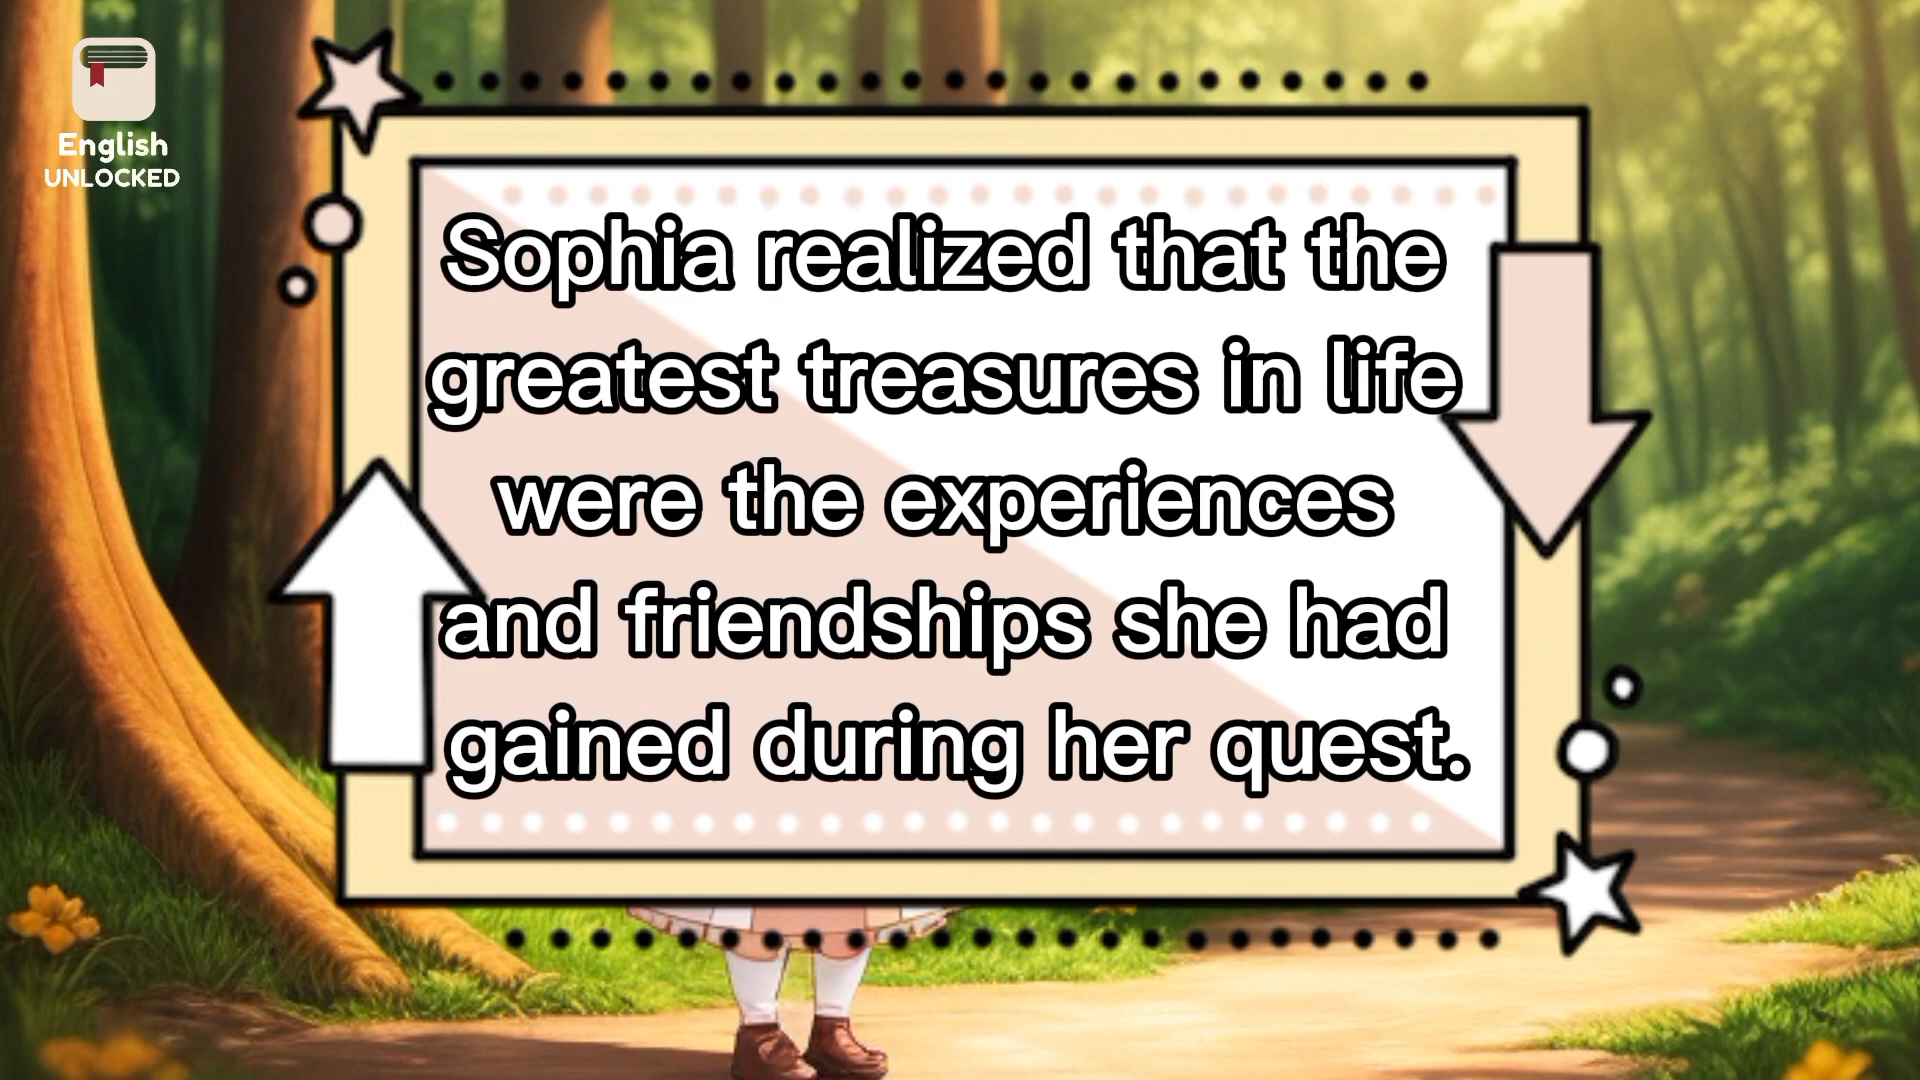 English
UNLOCKED
Sophia realized that the
greatest treasures in life
were the experiences
and friendships she had
gained during her quest.